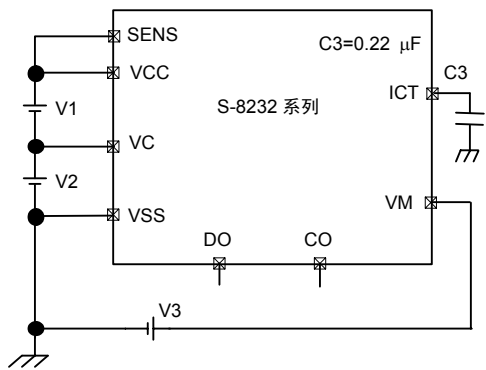 SENS
C3=0.22 μF
VCC
C3
ICT
S-8232 系列
V1
VC
V2
VM
VSS
DO
CO
V3